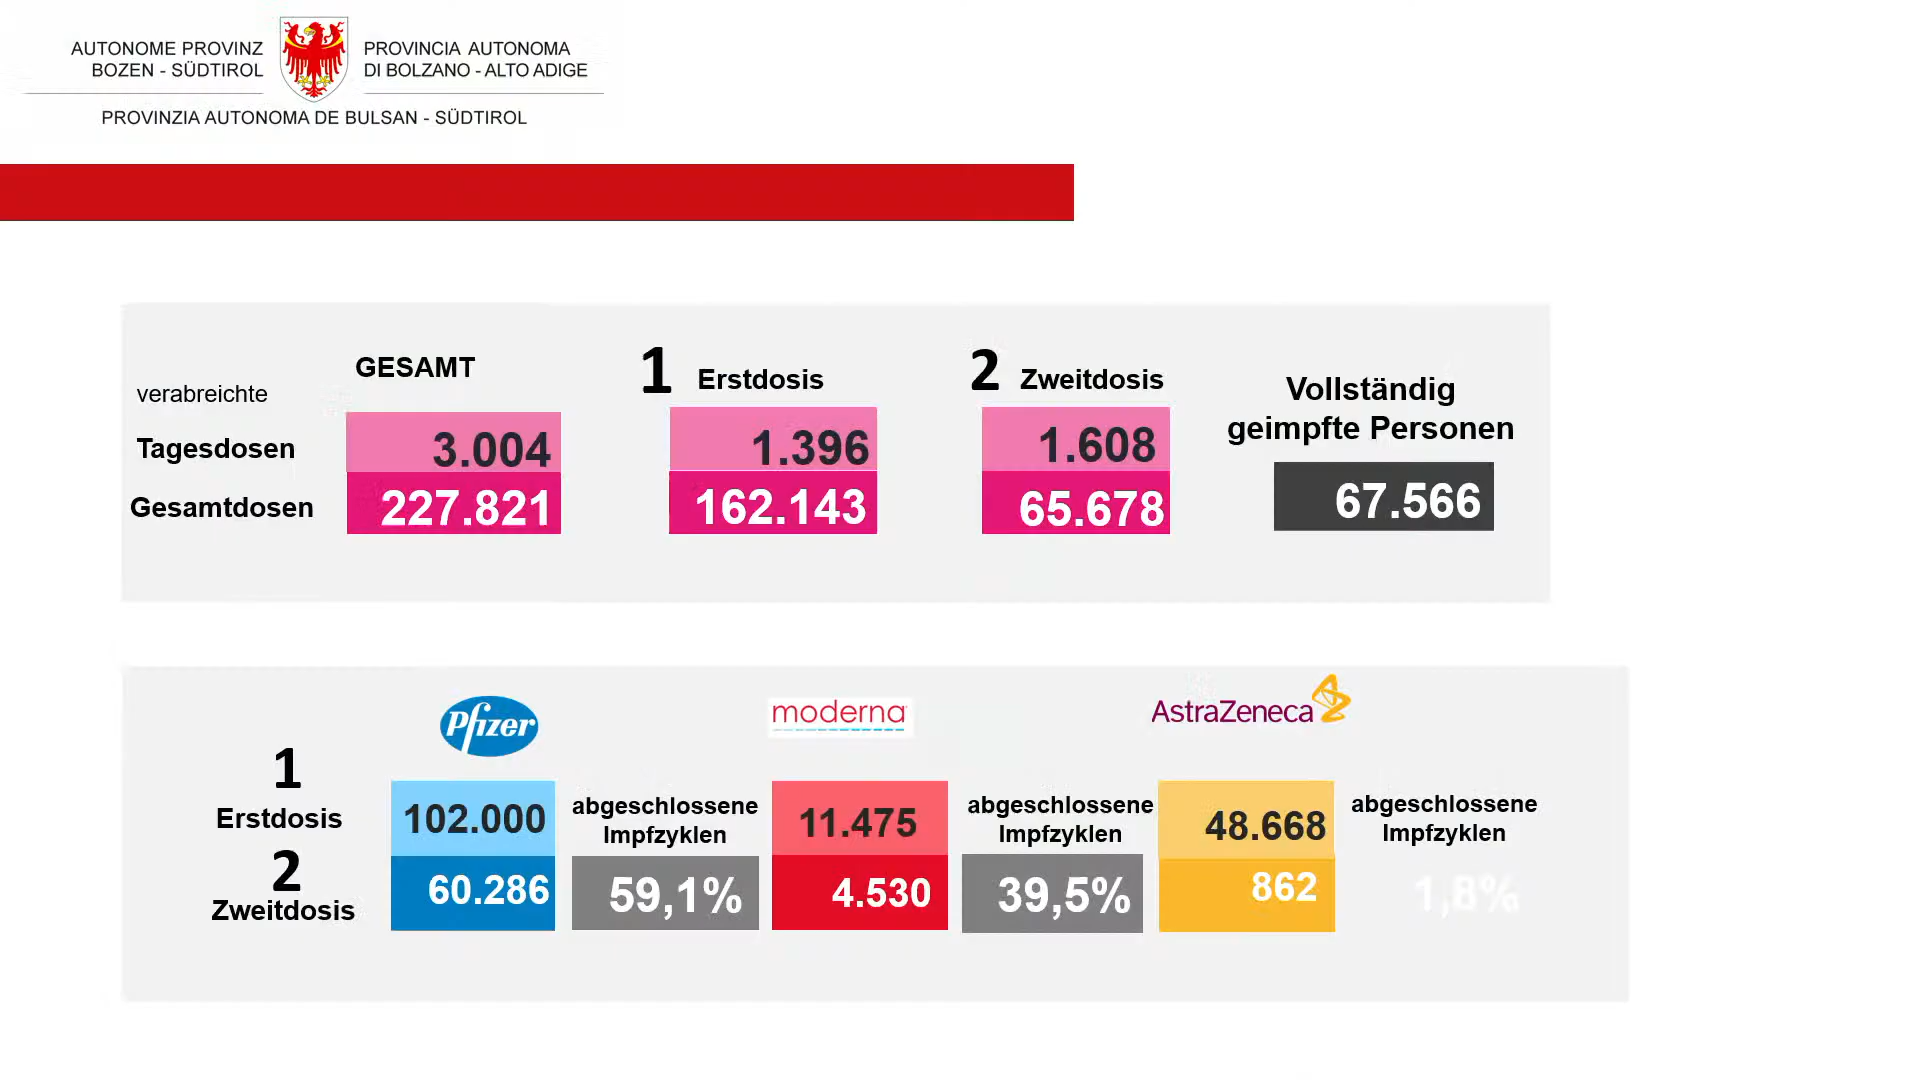 AUTONOME PROVINZ
BOZEN - SÜDTIROL
PROVINCIA AUTONOMA
DI BOLZANO - ALTO ADIGE
PROVINZIA AUTONOMA DE BULSAN - SÜDTIROL
verabreichte
GESAMT
1 Erstdosis
2 Zweitdosis
Vollständig
geimpfte Personen
Tagesdosen 3.004 1.396 1.608
Gesamtdosen 227.821 162.143 65.678 67.566
Pfizer moderna AstraZeneca
1
Erstdosis
102.000
abgeschlossene
Impfzyklen
11.475
abgeschlossene
Impfzyklen
48.668
abgeschlossene
Impfzyklen
2
Zweitdosis
60.286 59,1% 4.530 39,5% 862 1,8%